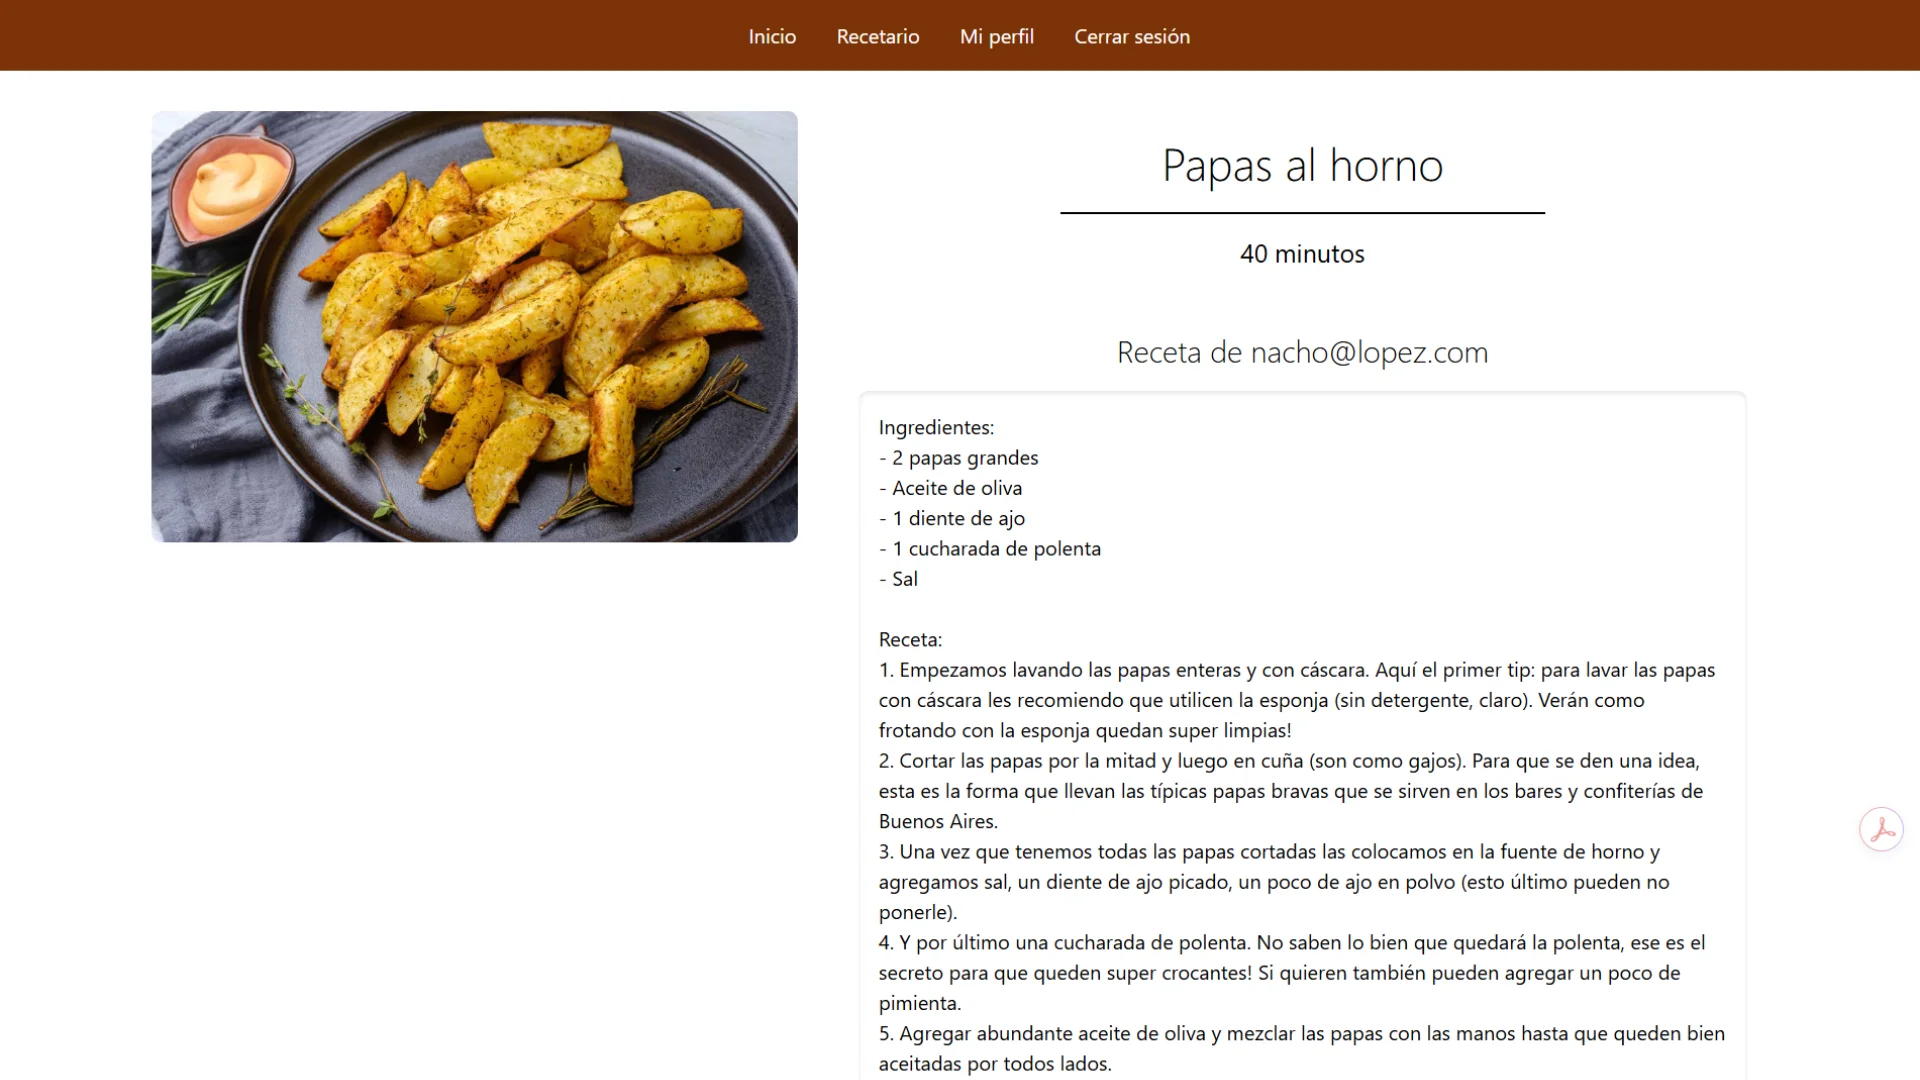 Inicio Recetario Mi perfil Cerrar sesión
Papas al horno
40 minutos
Receta de nacho@lopez.com
Ingredientes:
- 2 papas grandes
- Aceite de oliva
- 1 diente de ajo
- 1 cucharada de polenta
- Sal
Receta:
1. Empezamos lavando las papas enteras y con cáscara. Aquí el primer tip: para lavar las papas
con cáscara les recomiendo que utilicen la esponja (sin detergente, claro). Verán como
frotando con la esponja quedan super limpias!
2. Cortar las papas por la mitad y luego en cuña (son como gajos). Para que se den una idea,
esta es la forma que llevan las típicas papas bravas que se sirven en los bares y confiterías de
Buenos Aires.
3. Una vez que tenemos todas las papas cortadas las colocamos en la fuente de horno y
agregamos sal, un diente de ajo picado, un poco de ajo en polvo (esto último pueden no
ponerle).
4. Y por último una cucharada de polenta. No saben lo bien que quedará la polenta, ese es el
secreto para que queden super crocantes! Si quieren también pueden agregar un poco de
pimienta.
5. Agregar abundante aceite de oliva y mezclar las papas con las manos hasta que queden bien
aceitadas por todos lados.